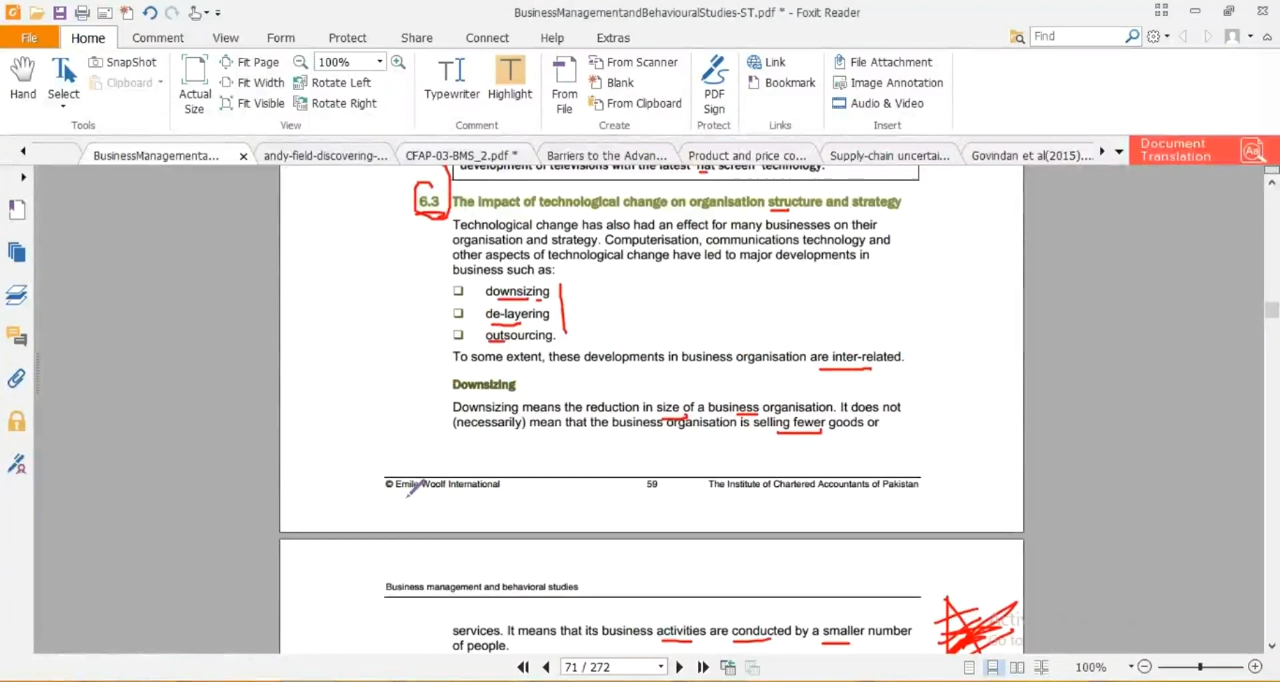 BusinessManagementandBehaviouralStudies-ST.pdf * - Foxit Reader
File Home Comment View Form Protect Share Connect Help Extras Find
Hand
Select
SnapShot
Clipboard
Actual Size
Fit Page
Fit Width
Fit Visible
100%
Rotate Left
Rotate Right
Typewriter
Highlight
From File
From Scanner
Blank
From Clipboard
PDF Sign
Link
Bookmark
File Attachment
Image Annotation
Audio & Video
Tools View Comment Create Protect Links Insert
BusinessManagementa... andy-field-discovering-... CFAP-03-BMS_2.pdf * Barriers to the Advan... Product and price co... Supply-chain uncertai... Govindan et al(2015)....
Document Translation
development of televisions with the latest 'flat screen' technology.
6.3 The impact of technological change on organisation structure and strategy
Technological change has also had an effect for many businesses on their
organisation and strategy. Computerisation, communications technology and
other aspects of technological change have led to major developments in
business such as:
downsizing
de-layering
outsourcing.
To some extent, these developments in business organisation are inter-related.
Downsizing
Downsizing means the reduction in size of a business organisation. It does not
(necessarily) mean that the business organisation is selling fewer goods or
© Emile Woolf International 59 The Institute of Chartered Accountants of Pakistan
Business management and behavioral studies
services. It means that its business activities are conducted by a smaller number
of people.
71 / 272
100%